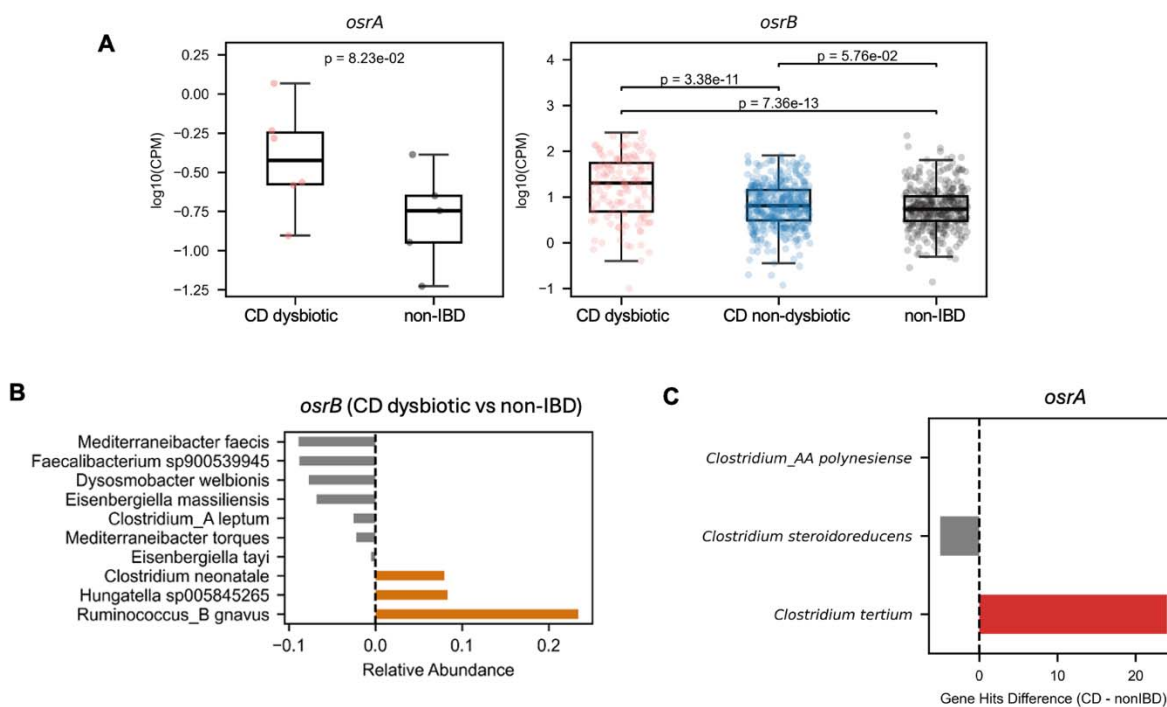 A
osrA
osrB
p = 8.23e-02
p = 5.76e-02
p = 3.38e-11
p = 7.36e-13
log10(CPM)
0.25
0.00
−0.25
−0.50
−0.75
−1.00
−1.25
CD dysbiotic
non-IBD
log10(CPM)
4
3
2
1
0
−1
CD dysbiotic
CD non-dysbiotic
non-IBD
B
osrB (CD dysbiotic vs non-IBD)
Mediterraneibacter faecis
Faecalibacterium sp900539945
Dysosmobacter welbionis
Eisenbergiella massiliensis
Clostridium_A leptum
Mediterraneibacter torques
Eisenbergiella tayi
Clostridium neonatale
Hungatella sp005845265
Ruminococcus_B gnavus
−0.1
0.0
0.1
0.2
Relative Abundance
C
osrA
Clostridium_AA polynesiense
Clostridium steroidoreducens
Clostridium tertium
0
10
20
Gene Hits Difference (CD - nonIBD)